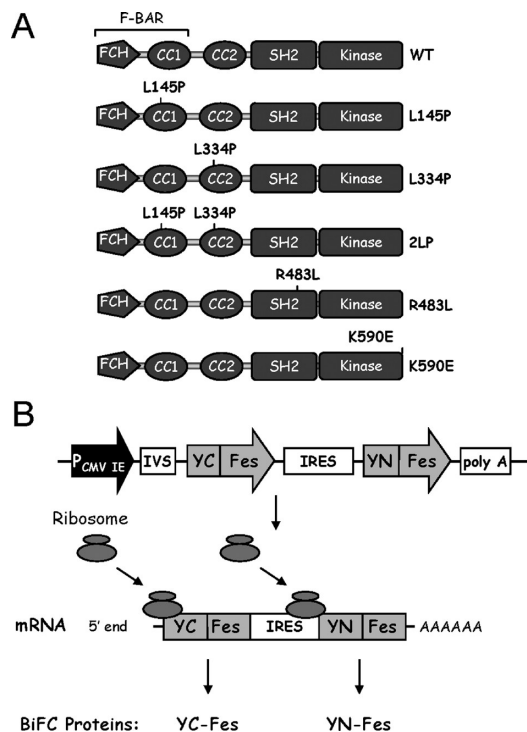 A
F-BAR
FCH CC1 CC2 SH2 Kinase WT
L145P
FCH CC1 CC2 SH2 Kinase L145P
L334P
FCH CC1 CC2 SH2 Kinase L334P
L145P L334P
FCH CC1 CC2 SH2 Kinase 2LP
R483L
FCH CC1 CC2 SH2 Kinase R483L
K590E
FCH CC1 CC2 SH2 Kinase K590E
B
PCMV IE IVS YC Fes IRES YN Fes poly A
Ribosome
mRNA 5' end YC Fes IRES YN Fes AAAAAA
BiFC Proteins: YC-Fes YN-Fes